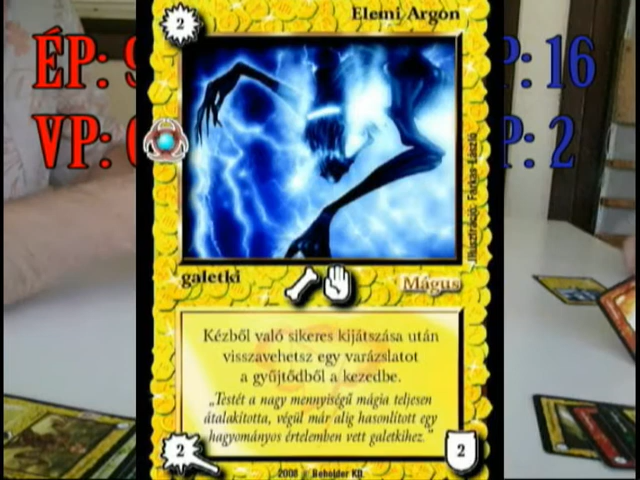 Elemi Argon
2
ÉP: 9
P: 16
VP: 0
P: 2
Illusztráció: Farkas László
galetki
Mágus
Kézből való sikeres kijátszása után
visszavehetsz egy varázslatot
a gyűjtődből a kezedbe.
„Testét a nagy mennyiségű mágia teljesen
átalakította, végül már alig hasonlított egy
hagyományos értelemben vett galetkihez."
2
2
2008 Beholder Kft.